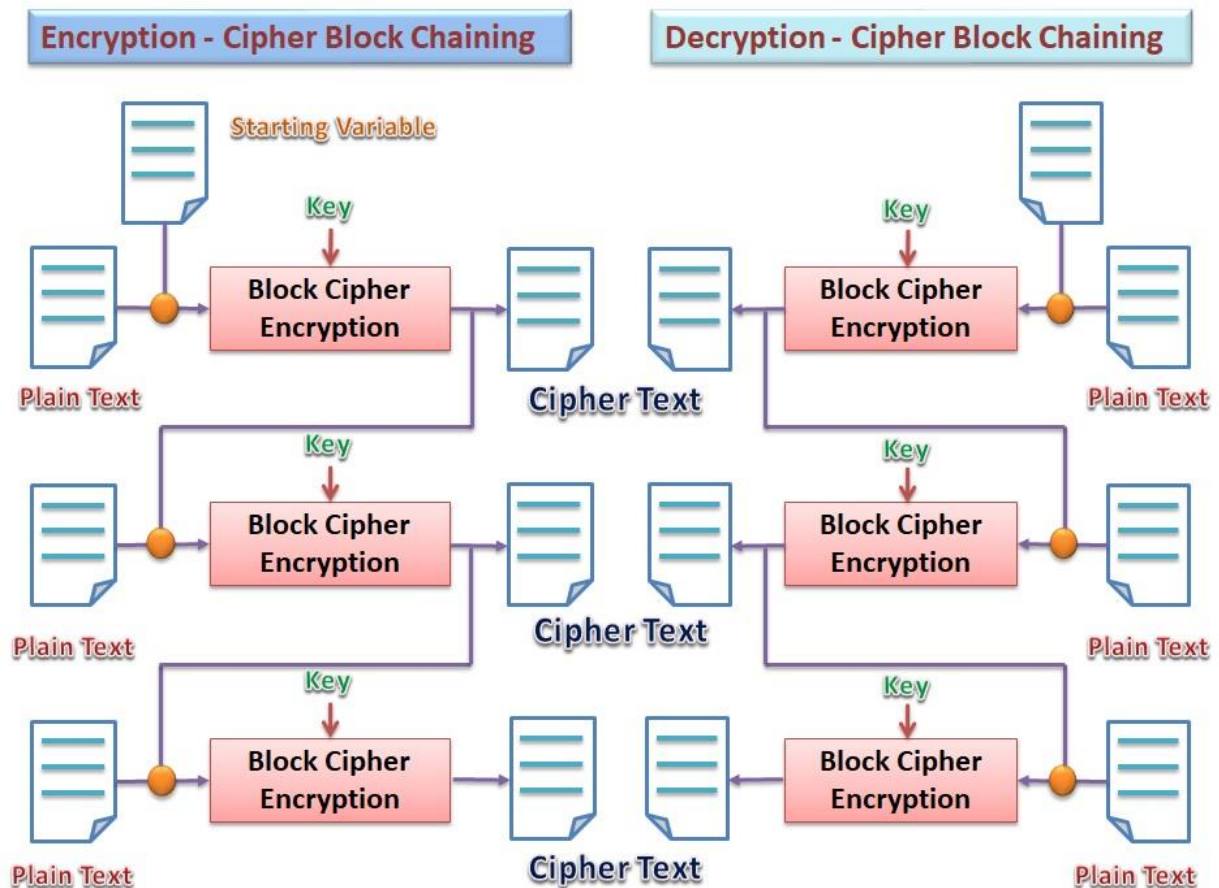 Encryption - Cipher Block Chaining
Decryption - Cipher Block Chaining
Starting Variable
Key
Key
Block Cipher
Encryption
Block Cipher
Encryption
Plain Text
Cipher Text
Plain Text
Key
Key
Block Cipher
Encryption
Block Cipher
Encryption
Plain Text
Cipher Text
Plain Text
Key
Key
Block Cipher
Encryption
Block Cipher
Encryption
Plain Text
Cipher Text
Plain Text